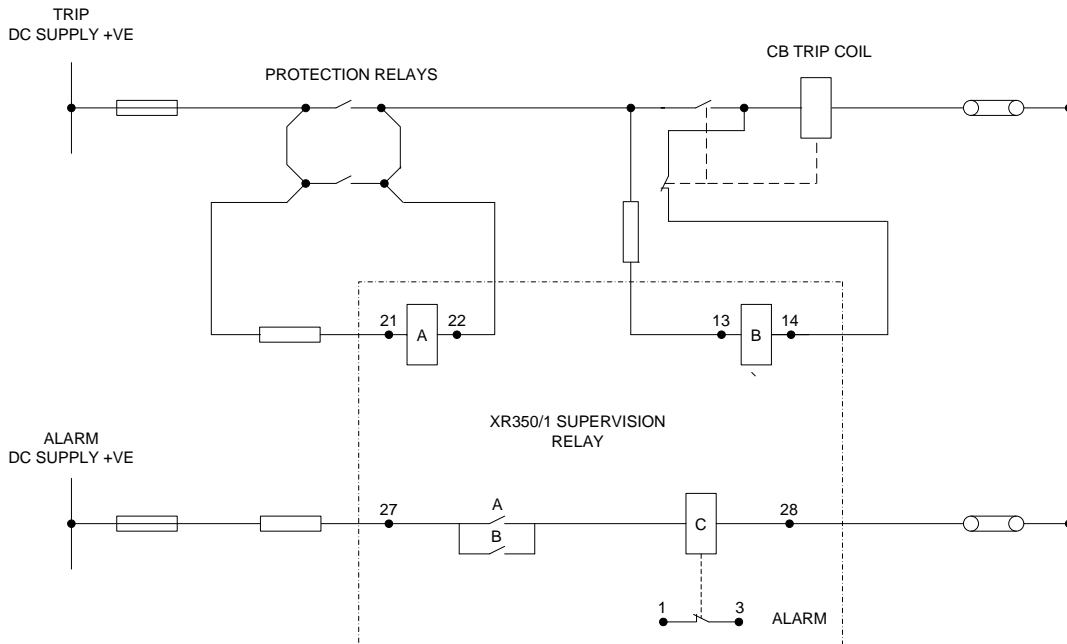 TRIP
DC SUPPLY +VE
CB TRIP COIL
PROTECTION RELAYS
21
A
22
13
B
14
XR350/1 SUPERVISION
RELAY
ALARM
DC SUPPLY +VE
27
A
B
C
28
1
3
ALARM